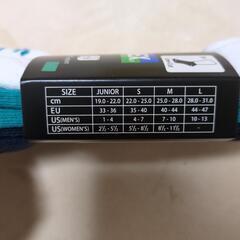 SIZE JUNIOR S M L
cm 19.0 - 22.0 22.0 - 25.0 25.0 - 28.0 28.0 - 31.0
EU 33 - 36 35 - 40 40 - 44 44 - 47
US(MEN'S) 1 - 4 4 - 7 7 - 10 10 - 13
US(WOMEN'S) 2½ - 5½ 5½ - 8½ 8½ - 11½